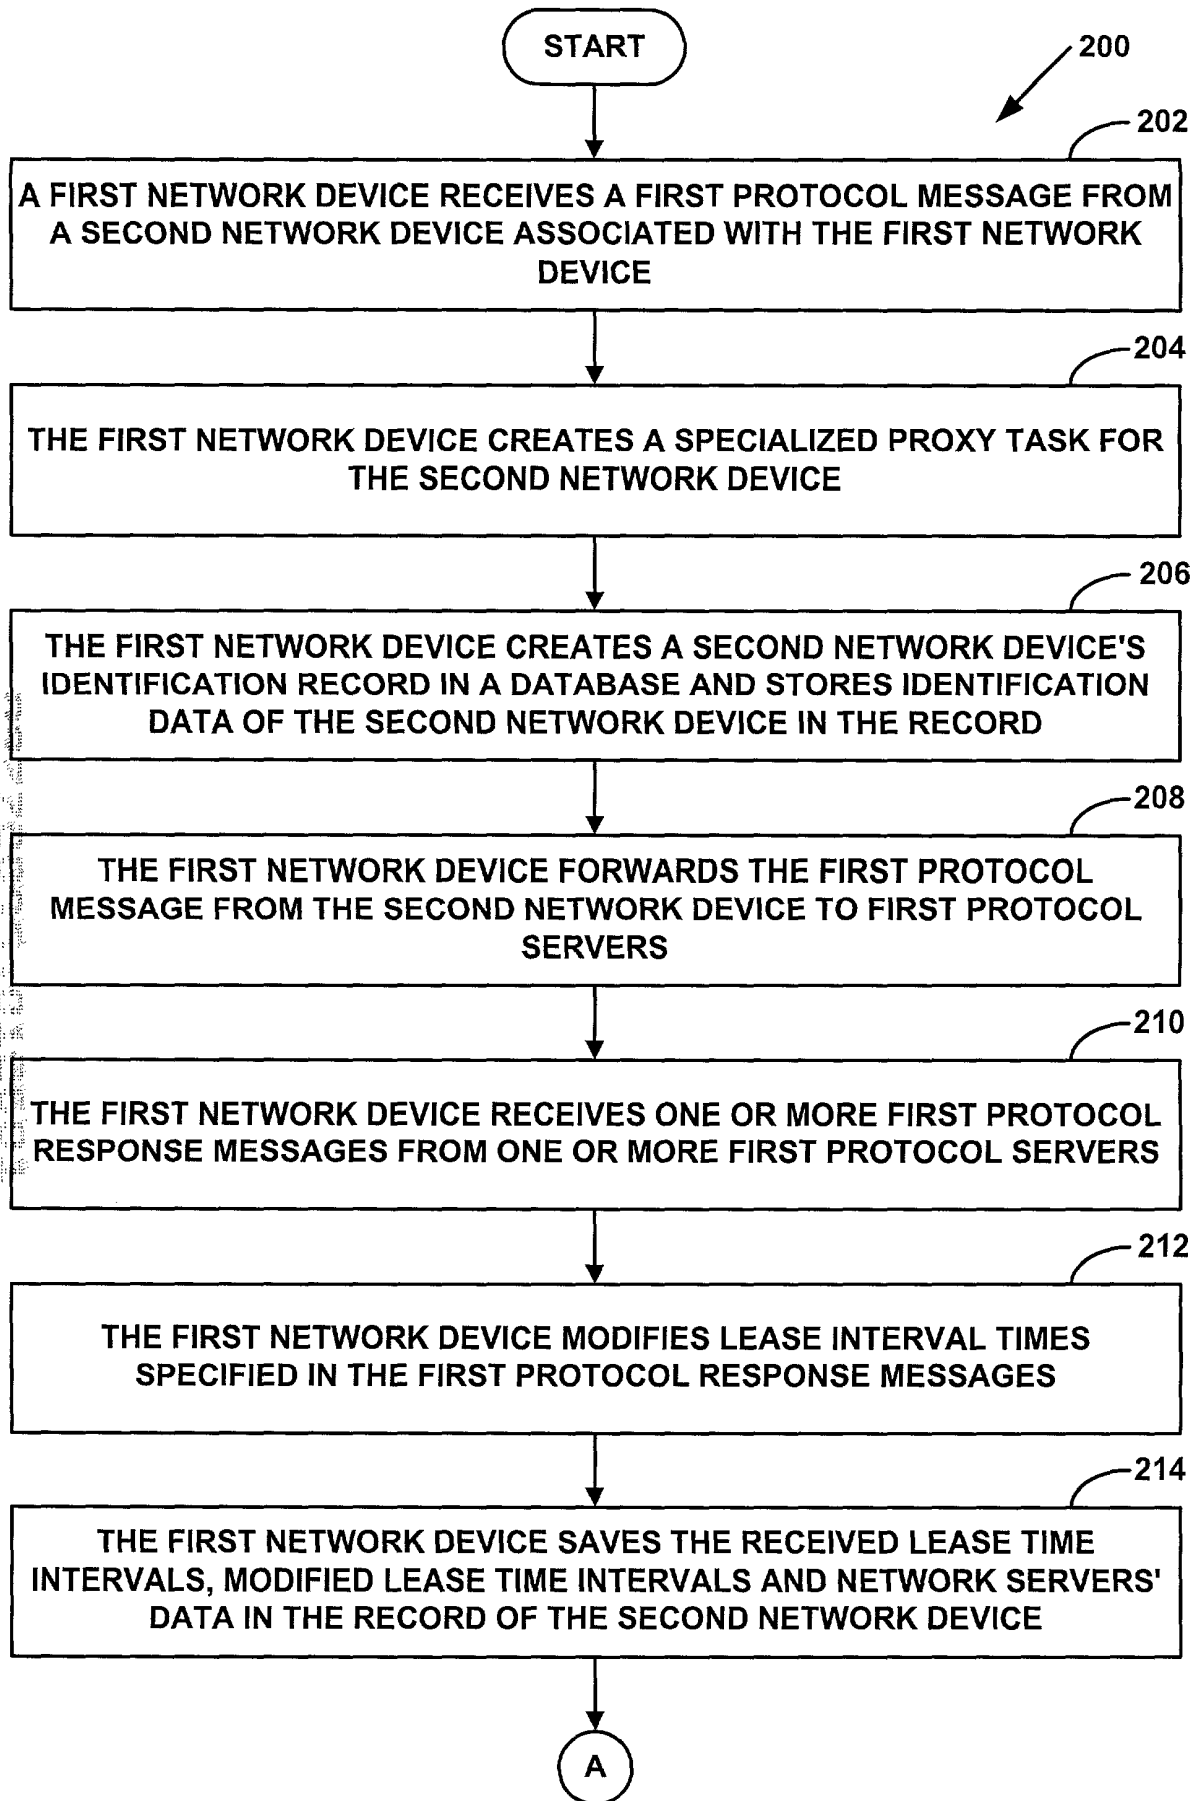 START
200
202
A FIRST NETWORK DEVICE RECEIVES A FIRST PROTOCOL MESSAGE FROM
A SECOND NETWORK DEVICE ASSOCIATED WITH THE FIRST NETWORK
DEVICE
204
THE FIRST NETWORK DEVICE CREATES A SPECIALIZED PROXY TASK FOR
THE SECOND NETWORK DEVICE
206
THE FIRST NETWORK DEVICE CREATES A SECOND NETWORK DEVICE'S
IDENTIFICATION RECORD IN A DATABASE AND STORES IDENTIFICATION
DATA OF THE SECOND NETWORK DEVICE IN THE RECORD
208
THE FIRST NETWORK DEVICE FORWARDS THE FIRST PROTOCOL
MESSAGE FROM THE SECOND NETWORK DEVICE TO FIRST PROTOCOL
SERVERS
210
THE FIRST NETWORK DEVICE RECEIVES ONE OR MORE FIRST PROTOCOL
RESPONSE MESSAGES FROM ONE OR MORE FIRST PROTOCOL SERVERS
212
THE FIRST NETWORK DEVICE MODIFIES LEASE INTERVAL TIMES
SPECIFIED IN THE FIRST PROTOCOL RESPONSE MESSAGES
214
THE FIRST NETWORK DEVICE SAVES THE RECEIVED LEASE TIME
INTERVALS, MODIFIED LEASE TIME INTERVALS AND NETWORK SERVERS'
DATA IN THE RECORD OF THE SECOND NETWORK DEVICE
A